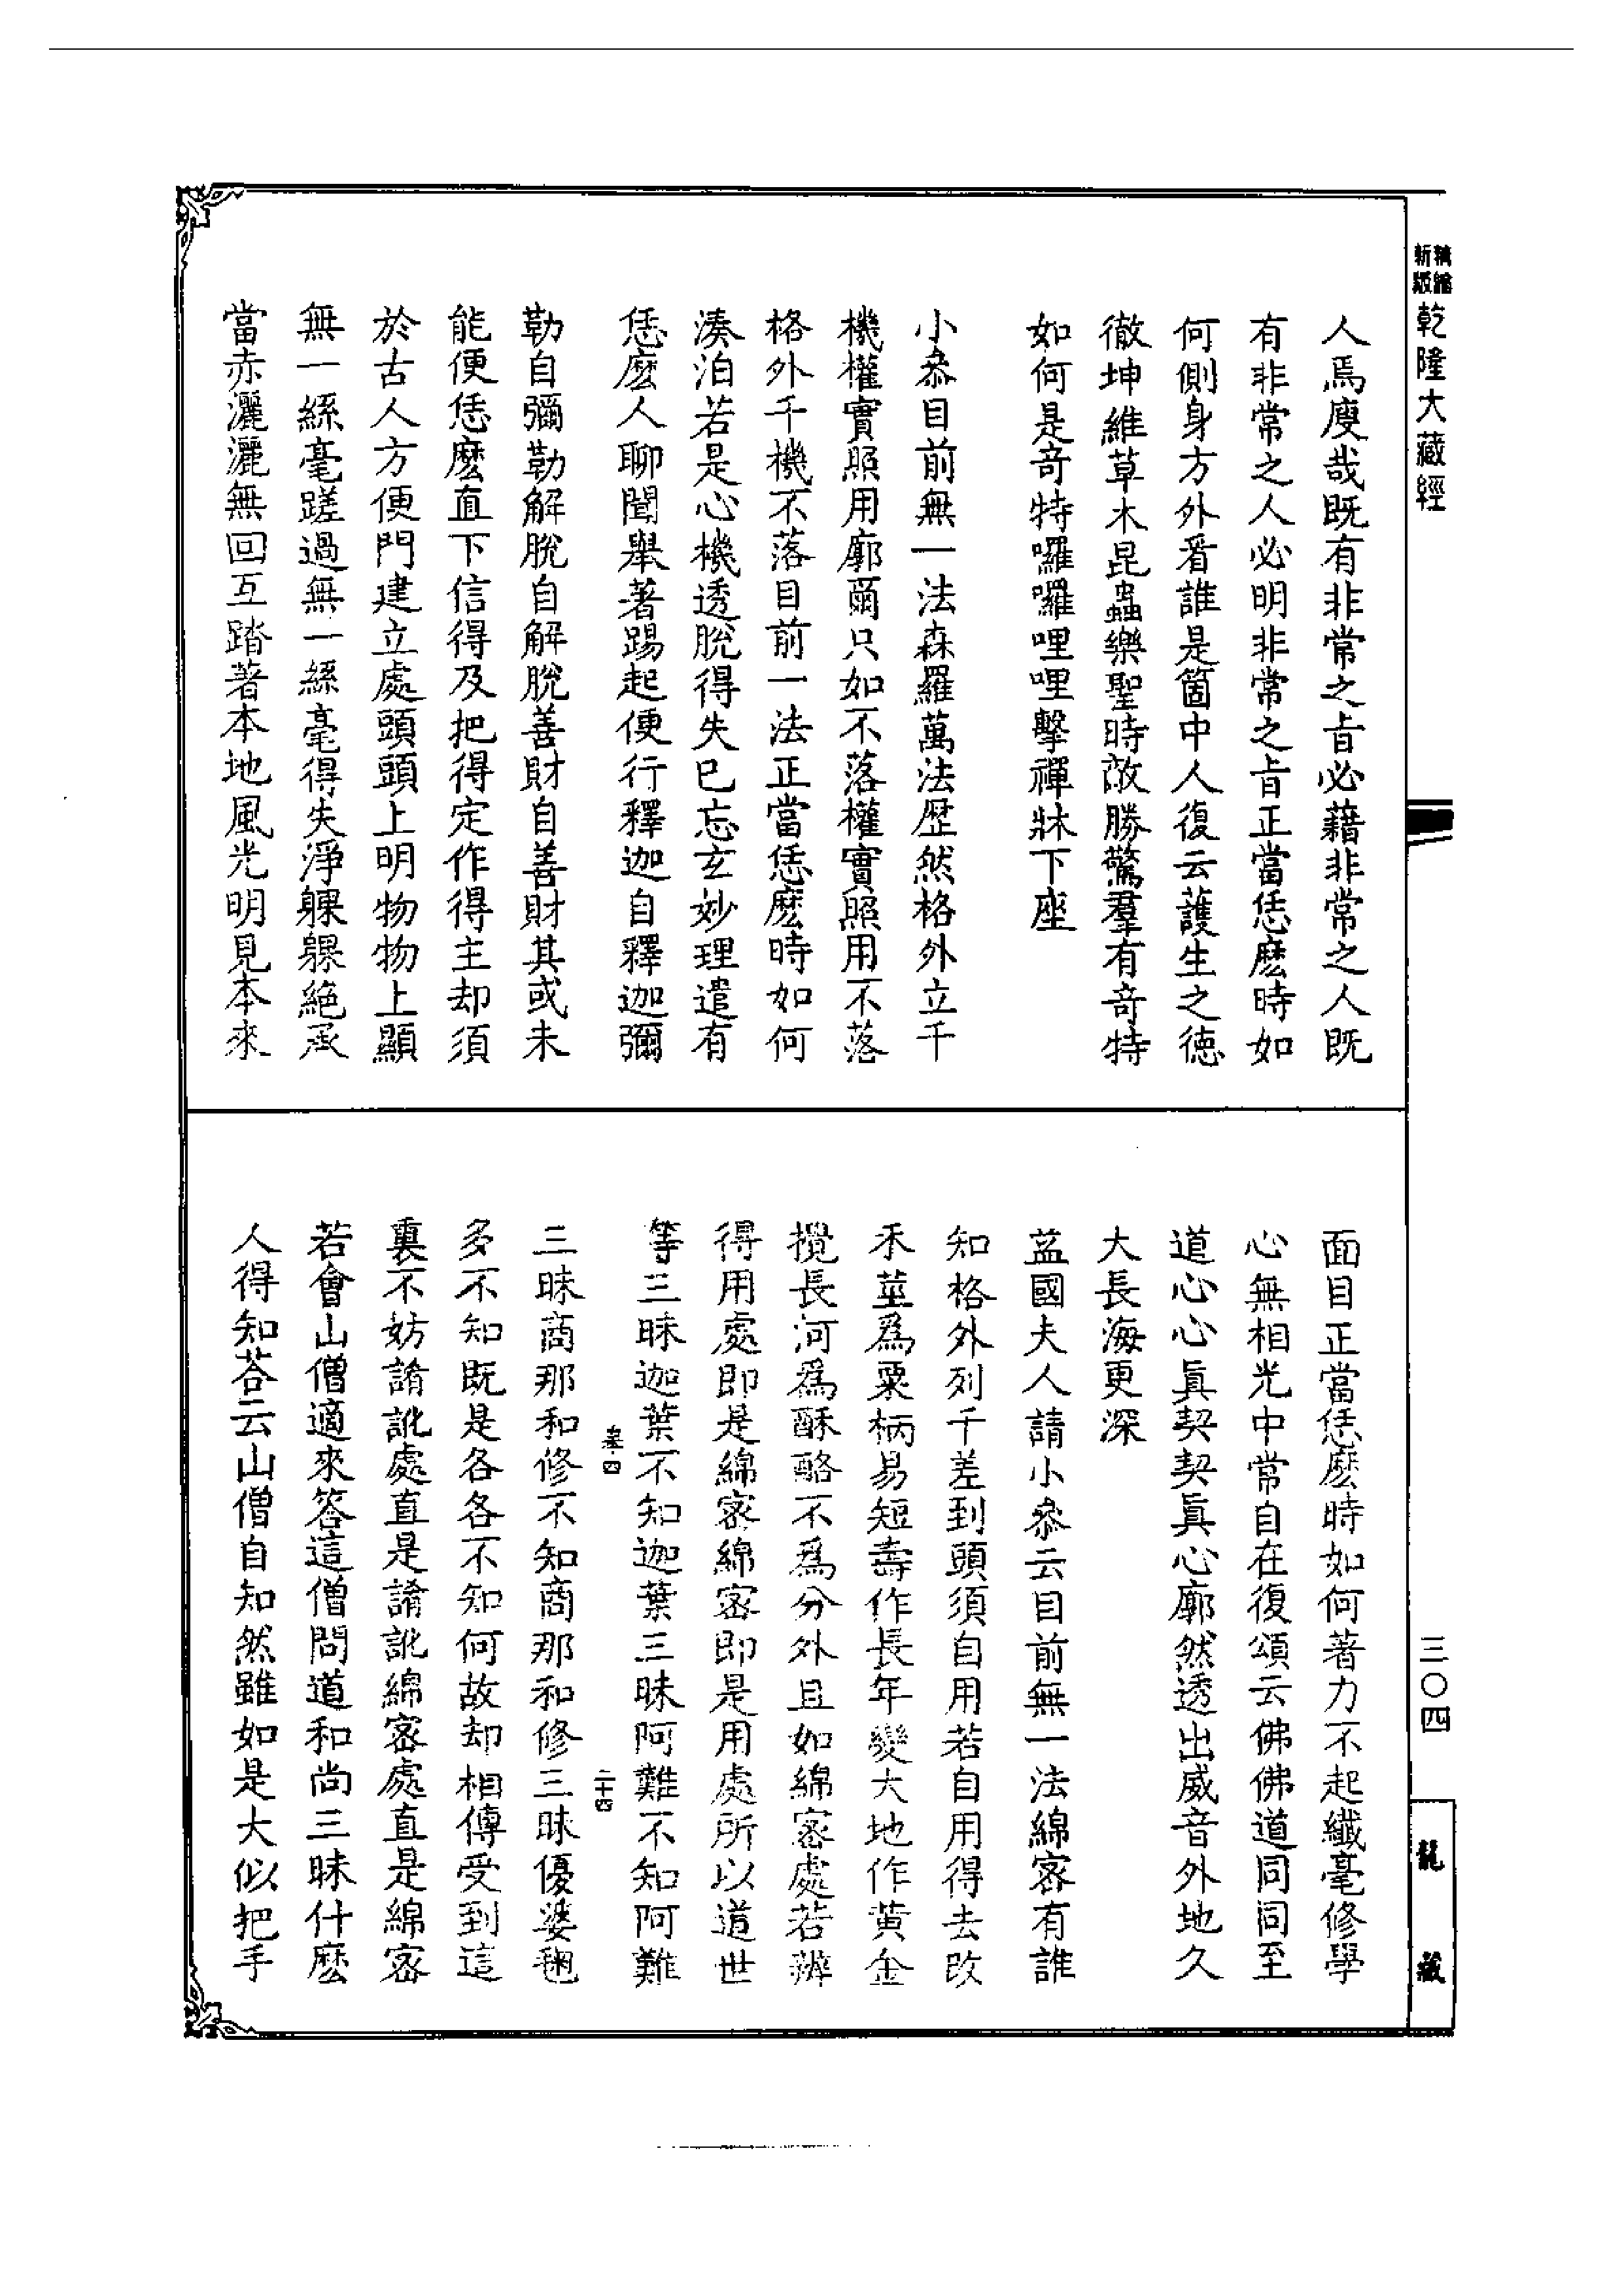 新版精編
乾隆大藏經
三〇四
龍藏
人焉廋哉既有非常之旨必藉非常之人既
有非常之人必明非常之旨正當恁麽時如
何側身方外看誰是箇中人復云護生之德
徹坤維草木昆蟲樂聖時敵勝驚羣有竒特
如何是竒特囉囉哩哩擊禪牀下座
小叅目前無一法森羅萬法歴然格外立千
機權實照用廓爾只如不落權實照用不落
格外千機不落目前一法正當恁麽時如何
湊泊若是心機透脫得失已忘玄妙理遣有
恁麽人聊聞舉著踢起便行釋迦自釋迦彌
勒自彌勒解脫自解脫善財自善財其或未
能便恁麽直下信得及把得定作得主却須
於古人方便門建立處頭頭上明物物上顯
無一絲毫蹉過無一絲毫得失淨躶躶絶承
當赤灑灑無回互踏著本地風光明見本來
面目正當恁麽時如何著力不起纖毫修學
心無相光中常自在復頌云佛佛道同同至
道心心眞契契眞心廓然透出威音外地久
大長海更深
蓝國夫人請小叅云目前無一法綿密有誰
知格外列千差到頭須自用若自用得去攺
禾莖爲粟柄易短壽作長年變大地作黄金
攪長河爲酥酪不爲分外且如綿密處若辨
得用處即是綿密綿密即是用處所以道世
等三昧迦葉不知迦葉三昧阿難不知阿難
卷四
二十四
三昧商那和修不知商那和修三昧優婆毱
多不知既是各各不知何故却相傳受到這
裏不妨誵訛處直是誵訛綿密處直是綿密
若會山僧適來答這僧問道和尚三昧什麽
人得知荅云山僧自知然雖如是大似把手